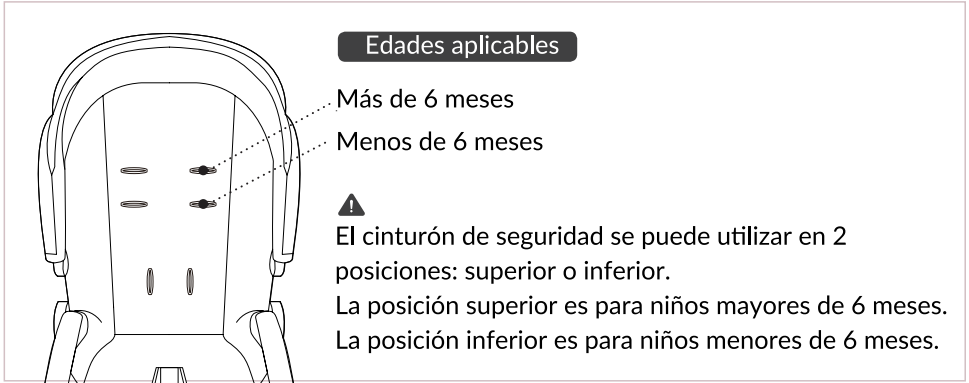 Edades aplicables
Más de 6 meses
Menos de 6 meses
El cinturón de seguridad se puede utilizar en 2
posiciones: superior o inferior.
La posición superior es para niños mayores de 6 meses.
La posición inferior es para niños menores de 6 meses.